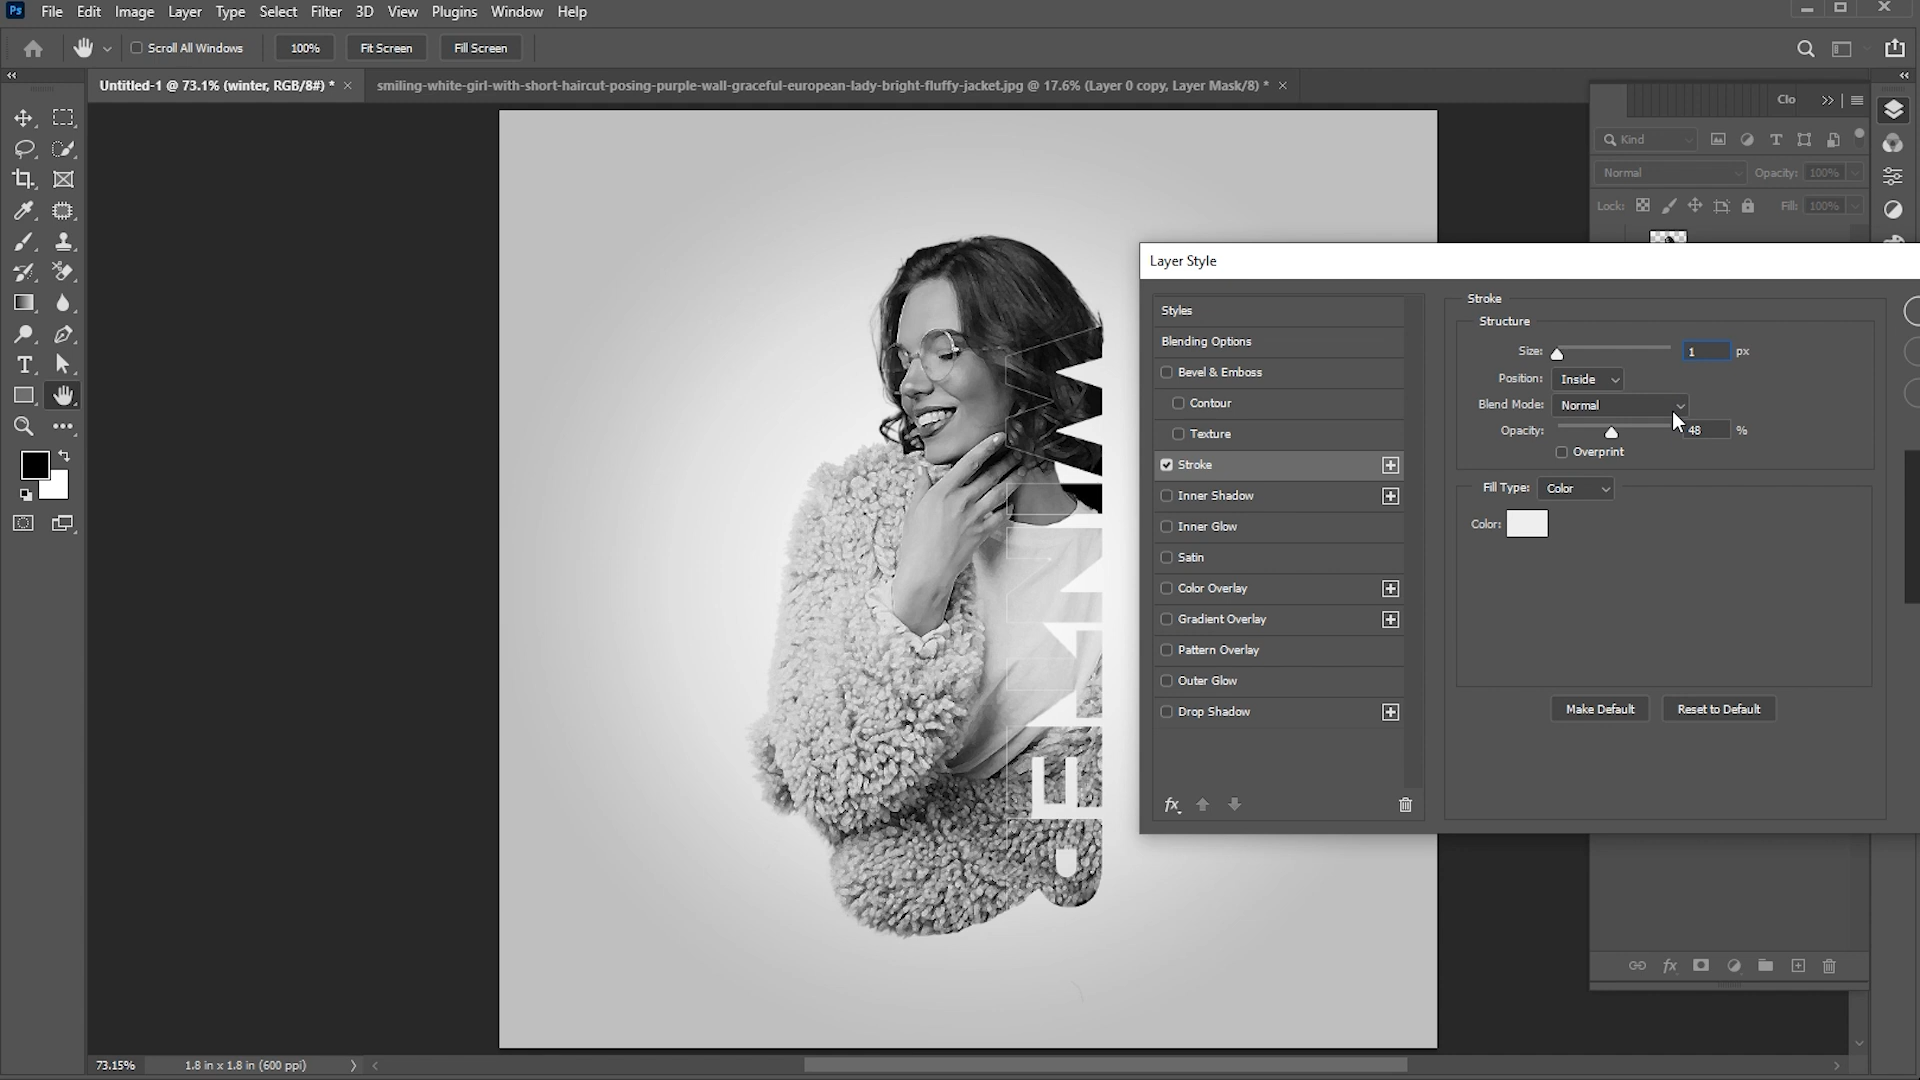 Ps File Edit Image Layer Type Select Filter 3D View Plugins Window Help
Scroll All Windows 100% Fit Screen Fill Screen
Untitled-1 @ 73.1% (winter, RGB/8#) * × smiling-white-girl-with-short-haircut-posing-purple-wall-graceful-european-lady-bright-fluffy-jacket.jpg @ 17.6% (Layer 0 copy, Layer Mask/8) * ×
Clo
Kind
Normal Opacity: 100%
Lock: Fill: 100%
WINTER
Layer Style
Styles
Blending Options
Bevel & Emboss
Contour
Texture
Stroke
Inner Shadow
Inner Glow
Satin
Color Overlay
Gradient Overlay
Pattern Overlay
Outer Glow
Drop Shadow
fx
Stroke
Structure
Size: 1 px
Position: Inside
Blend Mode: Normal
Opacity: 48 %
Overprint
Fill Type: Color
Color:
Make Default Reset to Default
fx
73.15% 1.8 in x 1.8 in (600 ppi)